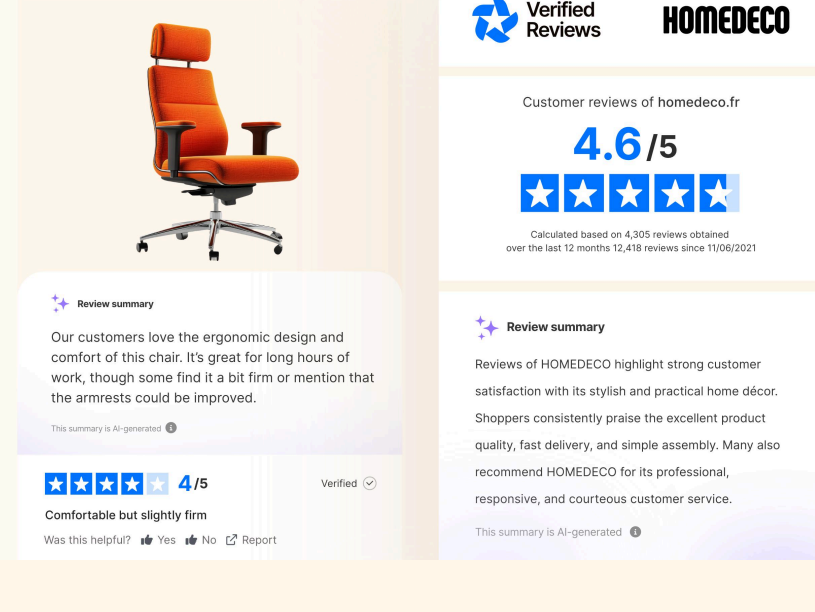 Review summary
Our customers love the ergonomic design and
comfort of this chair. It's great for long hours of
work, though some find it a bit firm or mention that
the armrests could be improved.
This summary is AI-generated
4/5
Verified
Comfortable but slightly firm
Was this helpful? Yes No Report
Verified
Reviews
HOMEDECO
Customer reviews of homedeco.fr
4.6/5
Calculated based on 4,305 reviews obtained
over the last 12 months 12,418 reviews since 11/06/2021
Review summary
Reviews of HOMEDECO highlight strong customer
satisfaction with its stylish and practical home décor.
Shoppers consistently praise the excellent product
quality, fast delivery, and simple assembly. Many also
recommend HOMEDECO for its professional,
responsive, and courteous customer service.
This summary is AI-generated